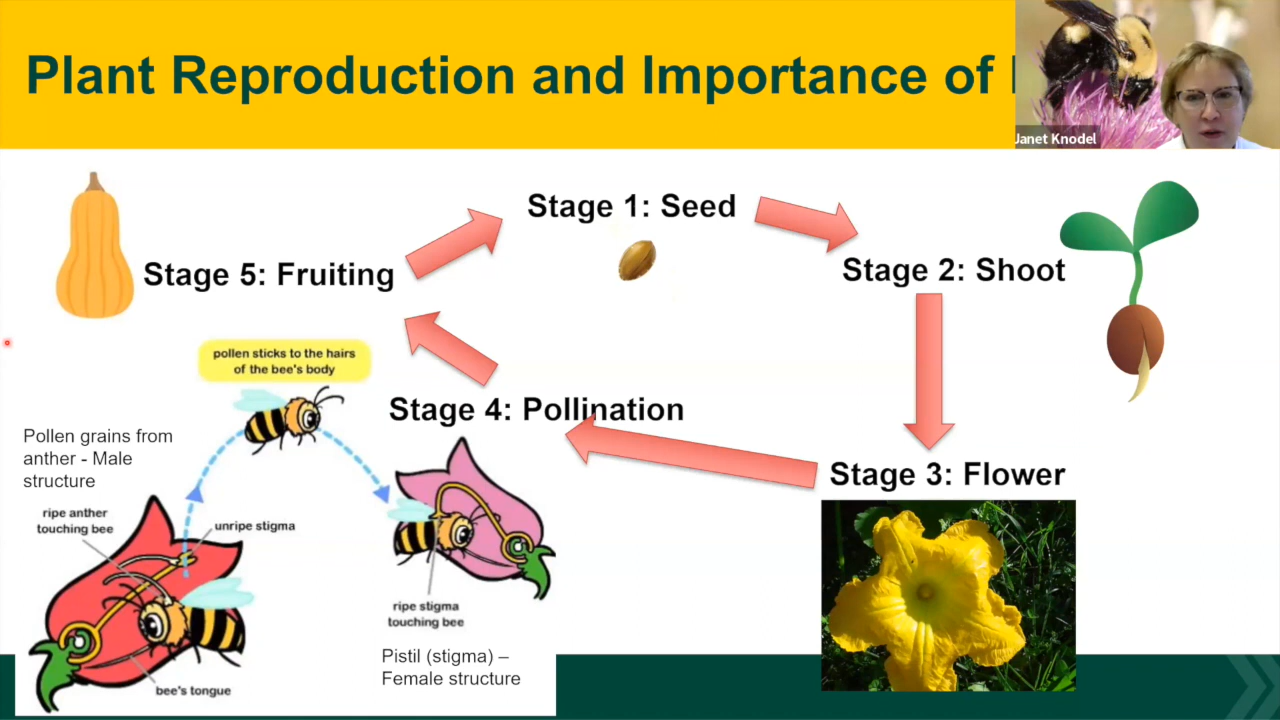 Plant Reproduction and Importance of
Janet Knodel
Stage 1: Seed
Stage 2: Shoot
Stage 5: Fruiting
pollen sticks to the hairs
of the bee's body
Stage 4: Pollination
Pollen grains from
anther - Male
structure
Stage 3: Flower
ripe anther
touching bee
unripe stigma
ripe stigma
touching bee
Pistil (stigma) –
Female structure
bee's tongue